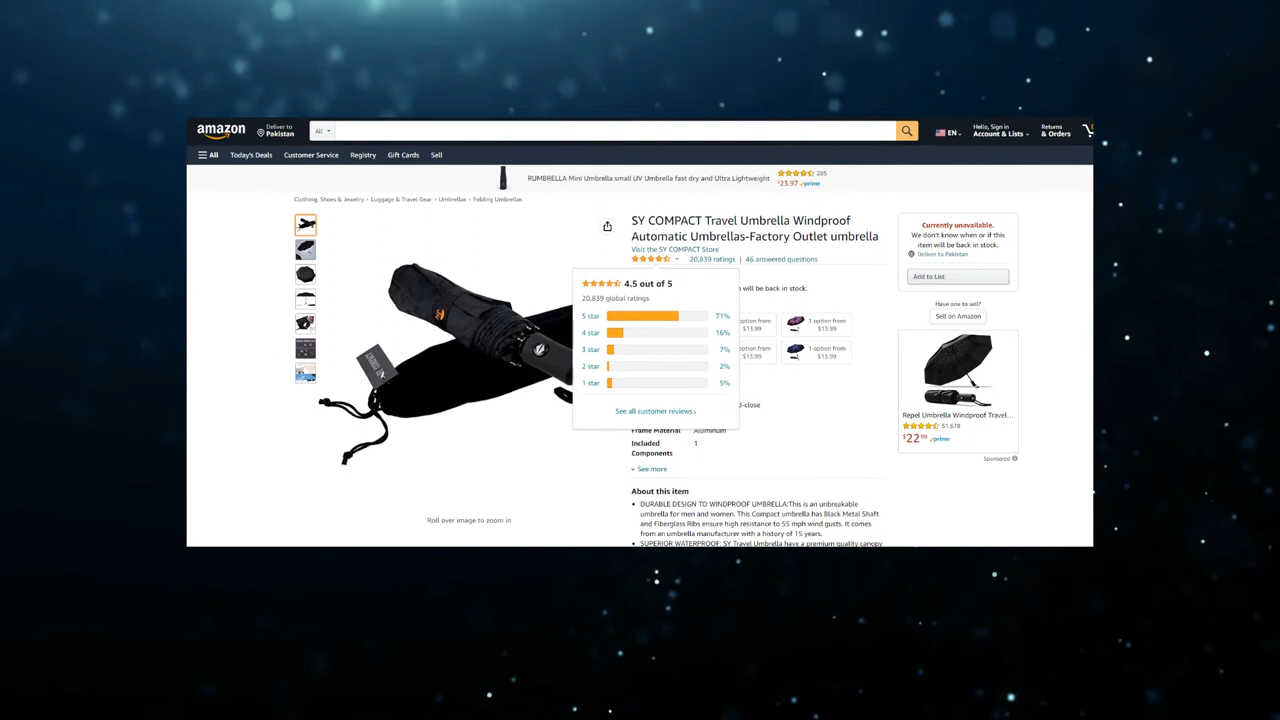 amazon
Deliver to
Pakistan
All
EN
Hello, Sign in
Account & Lists
Returns
& Orders
All
Today's Deals
Customer Service
Registry
Gift Cards
Sell
RUMBRELLA Mini Umbrella small UV Umbrella fast dry and Ultra Lightweight
285
$23.97 prime
Clothing, Shoes & Jewelry › Luggage & Travel Gear › Umbrellas › Folding Umbrellas
SY COMPACT Travel Umbrella Windproof
Automatic Umbrellas-Factory Outlet umbrella
Visit the SY COMPACT Store
20,839 ratings | 46 answered questions
4.5 out of 5
20,839 global ratings
5 star 71%
4 star 16%
3 star 7%
2 star 2%
1 star 5%
See all customer reviews ›
will be back in stock.
option from
$13.99
1 option from
$13.99
option from
$13.99
1 option from
$13.99
d-close
Frame Material Aluminum
Included 1
Components
See more
About this item
• DURABLE DESIGN TO WINDPROOF UMBRELLA:This is an unbreakable
umbrella for men and women. This Compact umbrella has Black Metal Shaft
and Fiberglass Ribs ensure high resistance to 55 mph wind gusts. It comes
from an umbrella manufacturer with a history of 15 years.
• SUPERIOR WATERPROOF: SY Travel Umbrella have a premium quality canopy
Roll over image to zoom in
Currently unavailable.
We don't know when or if this
item will be back in stock.
Deliver to Pakistan
Add to List
Have one to sell?
Sell on Amazon
Repel Umbrella Windproof Travel...
51,678
$22.99 prime
Sponsored